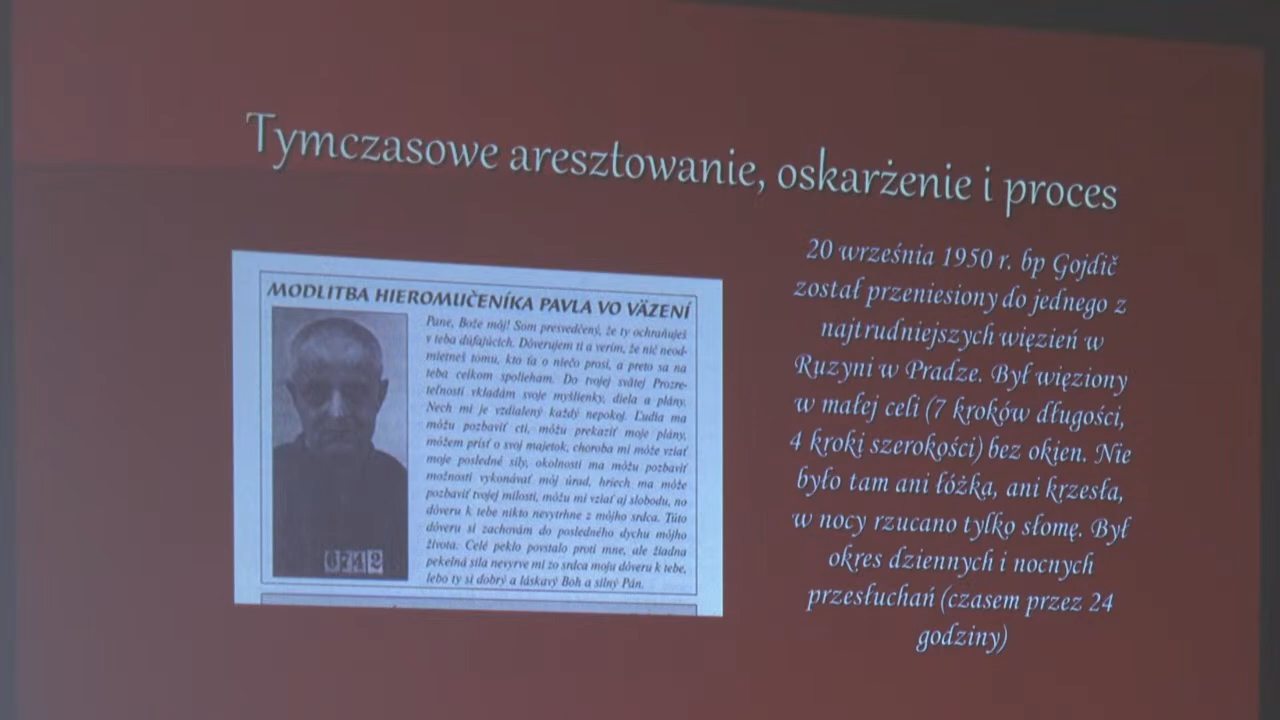 Tymczasowe aresztowanie, oskarżenie i proces
MODLITBA HIEROMUČENÍKA PAVLA VO VÄZENÍ
Pane, Bože môj! Som presvedčený, že ty ochraňuješ
v teba dúfajúcich. Dôverujem ti a verím, že nič neod-
mietneš tomu, kto ťa o niečo prosí, a preto sa na
teba celkom spolieham. Do tvojej svätej Prozre-
teľnosti vkladám svoje myšlienky, diela a plány.
Nech mi je vzdialený každý nepokoj. Ľudia ma
môžu pozbaviť cti, môžu prekaziť moje plány,
môžem prísť o svoj majetok, choroba mi môže vziať
moje posledné sily, okolnosti ma môžu pozbaviť
možnosti vykonávať môj úrad, hriech ma môže
pozbaviť tvojej milosti, môžu mi vziať aj slobodu, no
dôveru k tebe nikto nevytrhne z môjho srdca. Túto
dôveru si zachovám do posledného dychu môjho
života. Celé peklo povstalo proti mne, ale žiadna
pekelná sila nevyrve mi zo srdca moju dôveru k tebe,
lebo ty si dobrý a láskavý Boh a silný Pán.
6742
20 września 1950 r. bp Gojdič
został przeniesiony do jednego z
najtrudniejszych więzień w
Ruzyni w Pradze. Był więziony
w małej celi (7 kroków długości,
4 kroki szerokości) bez okien. Nie
było tam ani łóżka, ani krzesła,
w nocy rzucano tylko słomę. Był
okres dziennych i nocnych
przesłuchań (czasem przez 24
godziny)